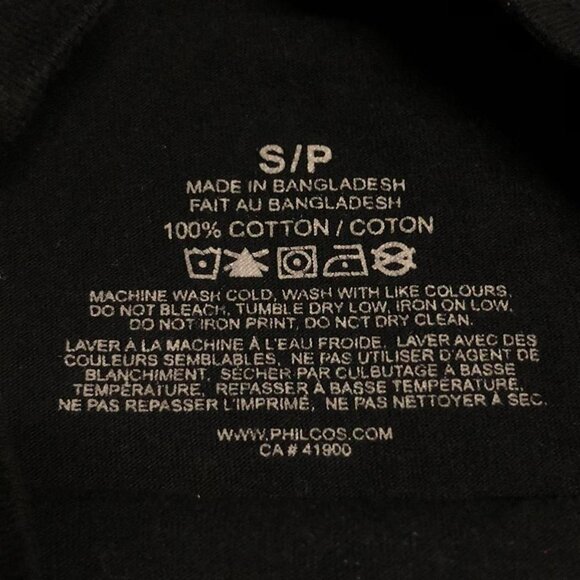 S/P
MADE IN BANGLADESH
FAIT AU BANGLADESH
100% COTTON / COTON
MACHINE WASH COLD, WASH WITH LIKE COLOURS,
DO NOT BLEACH, TUMBLE DRY LOW, IRON ON LOW,
DO NOT IRON PRINT, DO NOT DRY CLEAN.
LAVER À LA MACHINE À L'EAU FROIDE, LAVER AVEC DES
COULEURS SEMBLABLES, NE PAS UTILISER D'AGENT DE
BLANCHIMENT, SÉCHER PAR CULBUTAGE A BASSE
TEMPÉRATURE, REPASSER À BASSE TEMPÉRATURE,
NE PAS REPASSER L'IMPRIMÉ, NE PAS NETTOYER À SEC.
WWW.PHILCOS.COM
CA # 41900